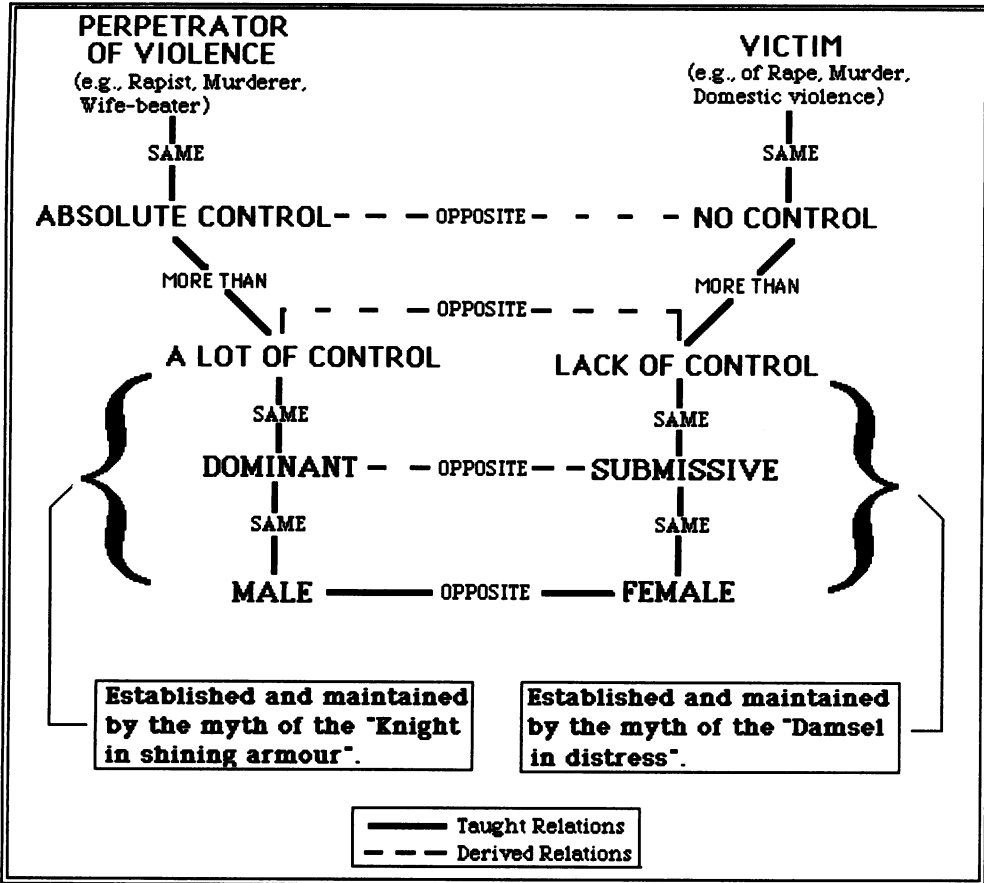 PERPETRATOR
OF VIOLENCE
(e.g., Rapist, Murderer,
Wife-beater)
VICTIM
(e.g., of Rape, Murder,
Domestic violence)
SAME
SAME
ABSOLUTE CONTROL
OPPOSITE
NO CONTROL
MORE THAN
MORE THAN
OPPOSITE
A LOT OF CONTROL
LACK OF CONTROL
SAME
SAME
DOMINANT
OPPOSITE
SUBMISSIVE
SAME
SAME
MALE
OPPOSITE
FEMALE
Established and maintained
by the myth of the "Knight
in shining armour".
Established and maintained
by the myth of the "Damsel
in distress".
Taught Relations
Derived Relations